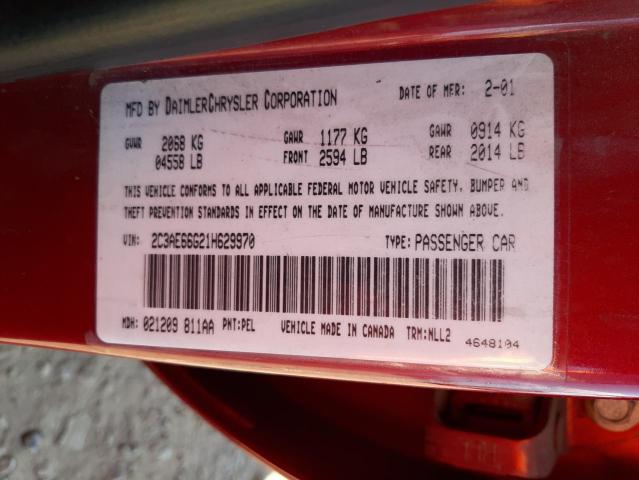 MFD BY DAIMLERCHRYSLER CORPORATION DATE OF MFR: 2-01
GVWR 2068 KG GAWR 1177 KG GAWR 0914 KG
04558 LB FRONT 2594 LB REAR 2014 LB
THIS VEHICLE CONFORMS TO ALL APPLICABLE FEDERAL MOTOR VEHICLE SAFETY, BUMPER AND
THEFT PREVENTION STANDARDS IN EFFECT ON THE DATE OF MANUFACTURE SHOWN ABOVE.
VIN: 2C3AE66G21H629970 TYPE: PASSENGER CAR
MDH: 021209 811AA PNT:PEL VEHICLE MADE IN CANADA TRM:NLL2
4648104